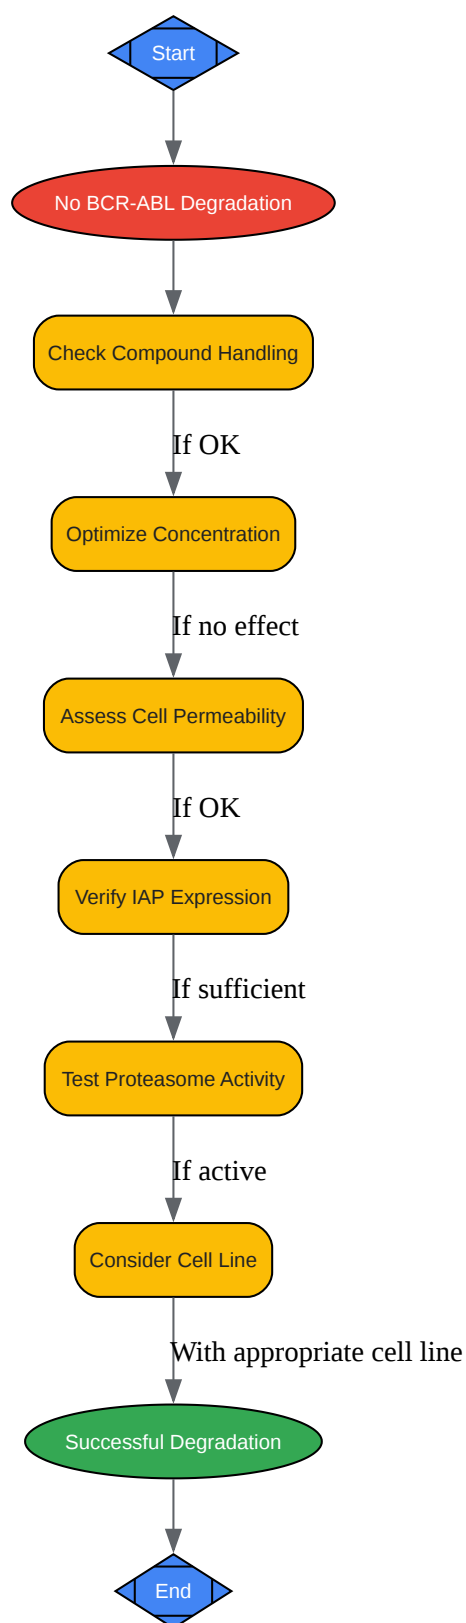 Start
No BCR-ABL Degradation
Check Compound Handling
If OK
Optimize Concentration
If no effect
Assess Cell Permeability
If OK
Verify IAP Expression
If sufficient
Test Proteasome Activity
If active
Consider Cell Line
With appropriate cell line
Successful Degradation
End